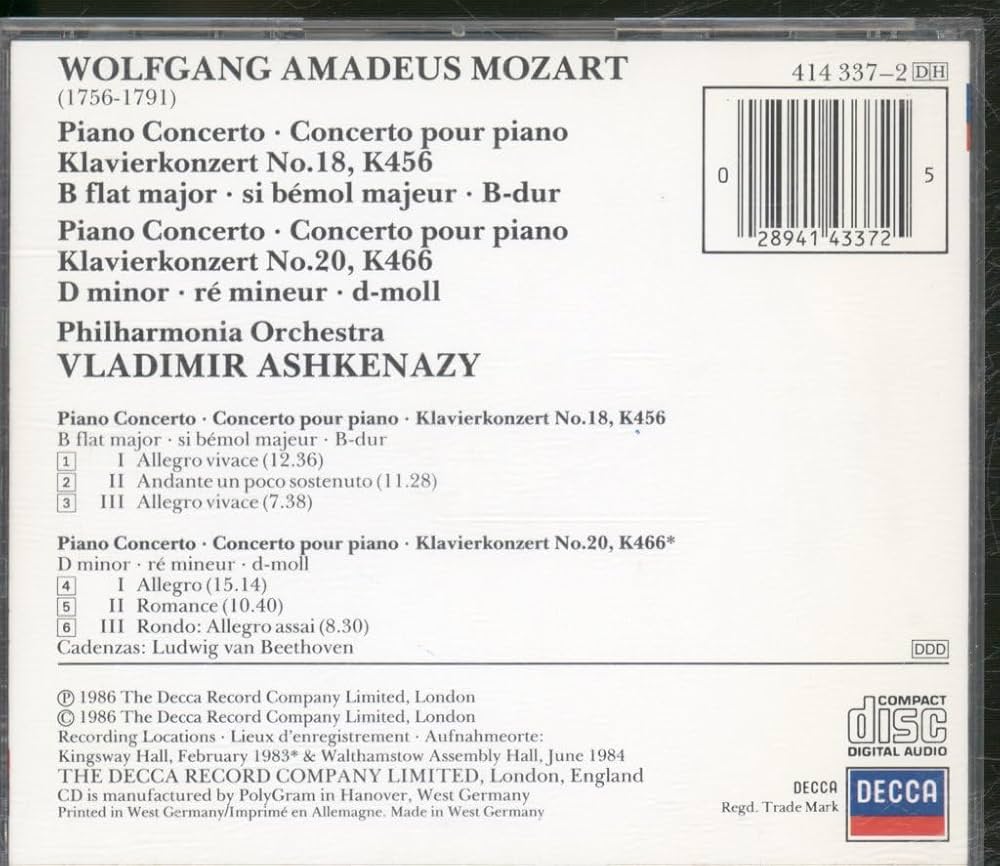 WOLFGANG AMADEUS MOZART
(1756-1791)
Piano Concerto · Concerto pour piano
Klavierkonzert No.18, K456
B flat major · si bémol majeur · B-dur
Piano Concerto · Concerto pour piano
Klavierkonzert No.20, K466
D minor · ré mineur · d-moll
Philharmonia Orchestra
VLADIMIR ASHKENAZY
414 337-2 DH
0 28941 43372 5
Piano Concerto · Concerto pour piano · Klavierkonzert No.18, K456
B flat major · si bémol majeur · B-dur
1 I Allegro vivace (12.36)
2 II Andante un poco sostenuto (11.28)
3 III Allegro vivace (7.38)
Piano Concerto · Concerto pour piano · Klavierkonzert No.20, K466*
D minor · ré mineur · d-moll
4 I Allegro (15.14)
5 II Romance (10.40)
6 III Rondo: Allegro assai (8.30)
Cadenzas: Ludwig van Beethoven
DDD
℗ 1986 The Decca Record Company Limited, London
© 1986 The Decca Record Company Limited, London
Recording Locations · Lieux d'enregistrement · Aufnahmeorte:
Kingsway Hall, February 1983* & Walthamstow Assembly Hall, June 1984
THE DECCA RECORD COMPANY LIMITED, London, England
CD is manufactured by PolyGram in Hanover, West Germany
Printed in West Germany/Imprimé en Allemagne. Made in West Germany
COMPACT
disc
DIGITAL AUDIO
DECCA
Regd. Trade Mark
DECCA